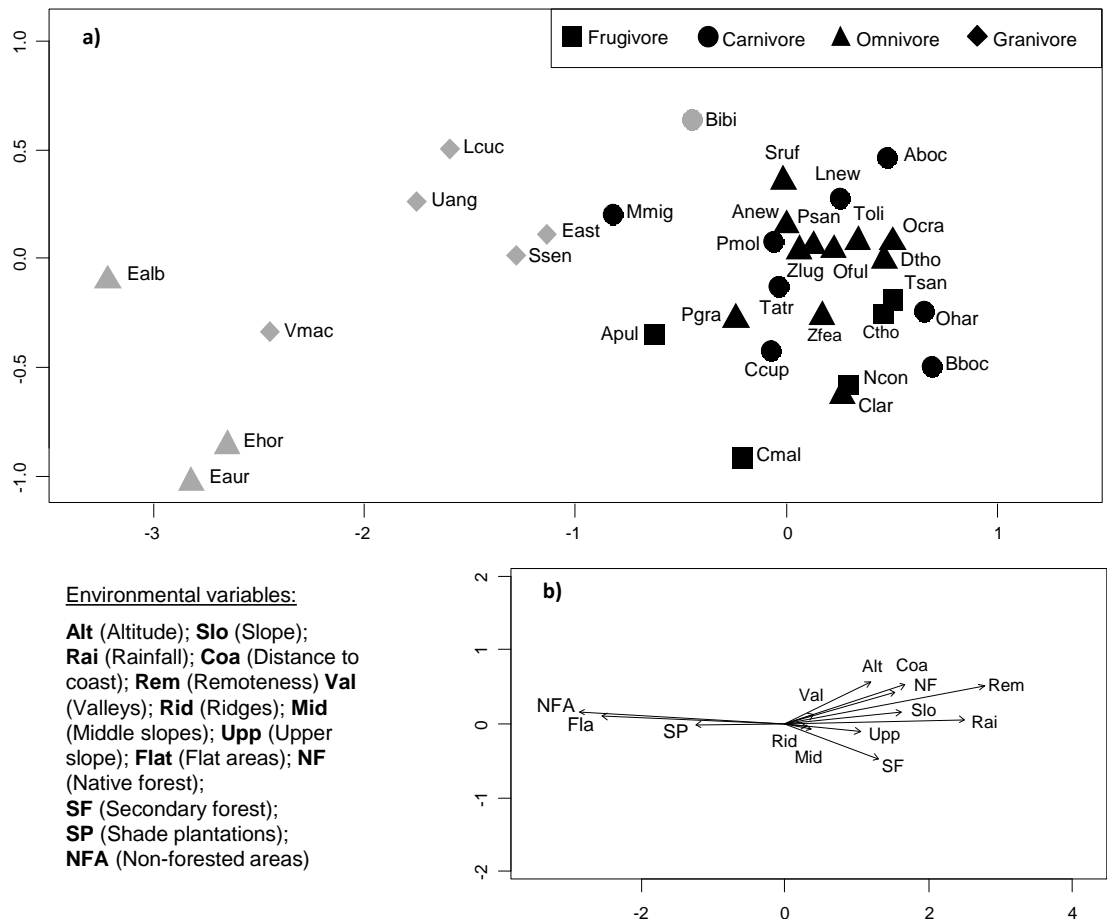 a)
Frugivore Carnivore Omnivore Granivore
1.0
0.5
0.0
-0.5
-1.0
Bibi
Lcuc
Sruf
Aboc
Lnew
Uang
Mmig
Anew
Psan
Toli
Ocra
East
Pmol
Ssen
Dtho
Ealb
Zlug
Oful
Tsan
Tatr
Vmac
Pgra
Apul
Zfea
Ctho
Ohar
Ccup
Bboc
Ncon
Clar
Ehor
Cmal
Eaur
-3 -2 -1 0 1
Environmental variables:
Alt (Altitude); Slo (Slope);
Rai (Rainfall); Coa (Distance to
coast); Rem (Remoteness) Val
(Valleys); Rid (Ridges); Mid
(Middle slopes); Upp (Upper
slope); Flat (Flat areas); NF
(Native forest);
SF (Secondary forest);
SP (Shade plantations);
NFA (Non-forested areas)
b)
2
1
0
-1
-2
Alt Coa
Val NF Rem
NFA
Slo
Fla
Rai
SP
Upp
Rid
Mid
SF
-2 0 2 4